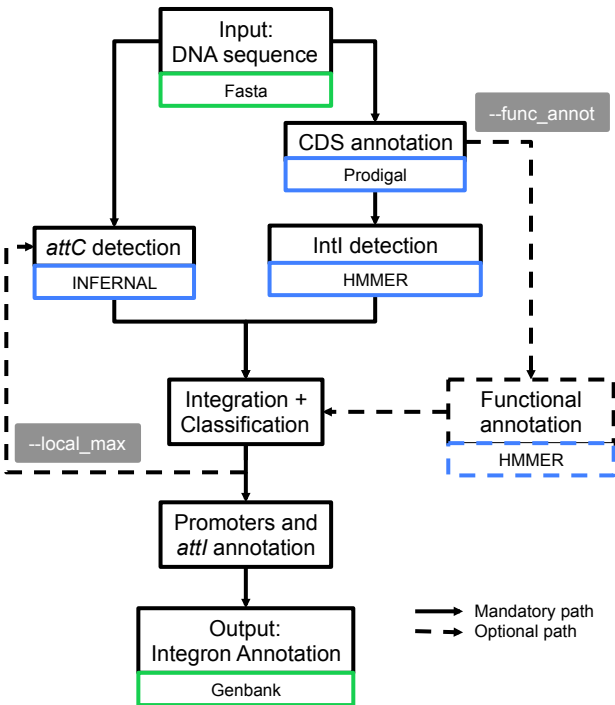 Input:
DNA sequence
Fasta
--func_annot
CDS annotation
Prodigal
attC detection
INFERNAL
IntI detection
HMMER
Integration +
Classification
Functional
annotation
HMMER
--local_max
Promoters and
attI annotation
Output:
Integron Annotation
Genbank
Mandatory path
Optional path